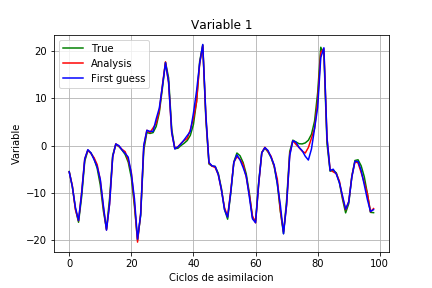 Variable 1
True
Analysis
First guess
Variable
20
10
0
−10
−20
0
20
40
60
80
100
Ciclos de asimilacion